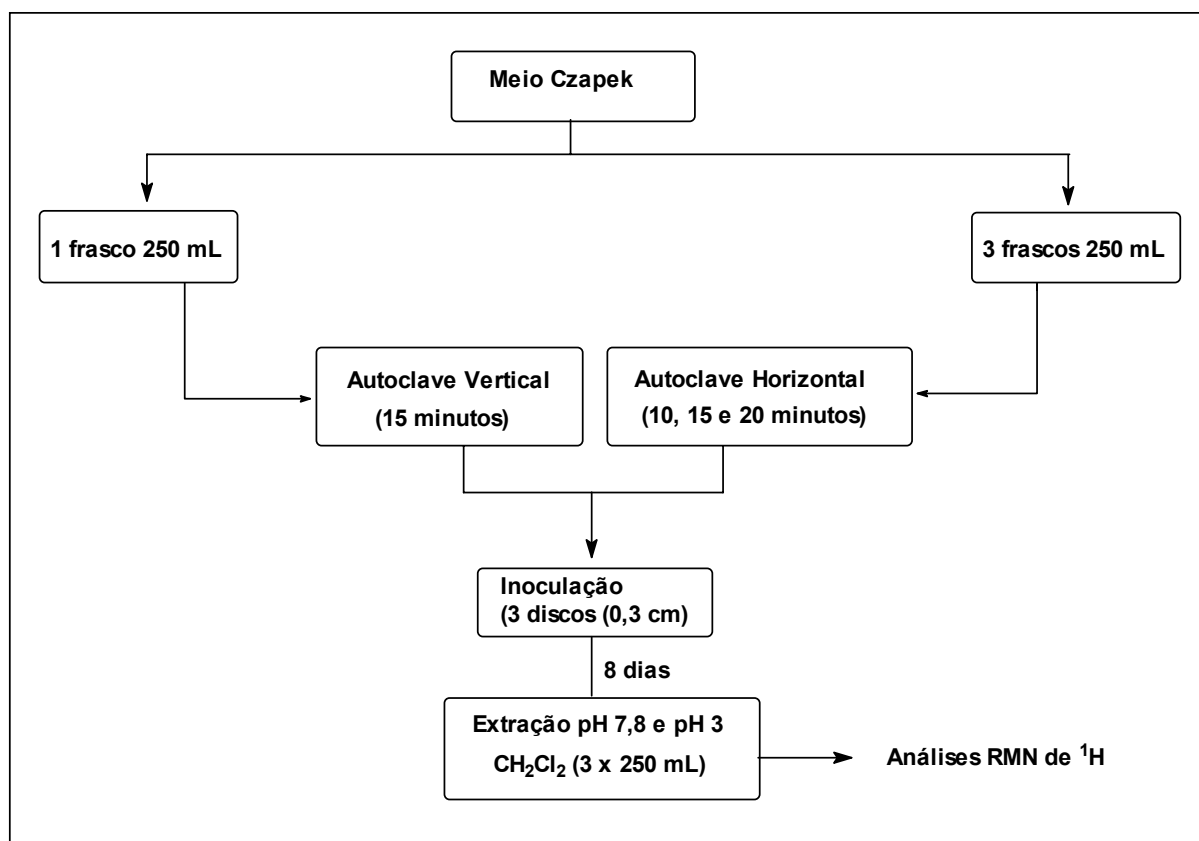 Meio Czapek
1 frasco 250 mL
3 frascos 250 mL
Autoclave Vertical
(15 minutos)
Autoclave Horizontal
(10, 15 e 20 minutos)
Inoculação
(3 discos (0,3 cm)
8 dias
Extração pH 7,8 e pH 3
CH₂Cl₂ (3 x 250 mL)
Análises RMN de ¹H